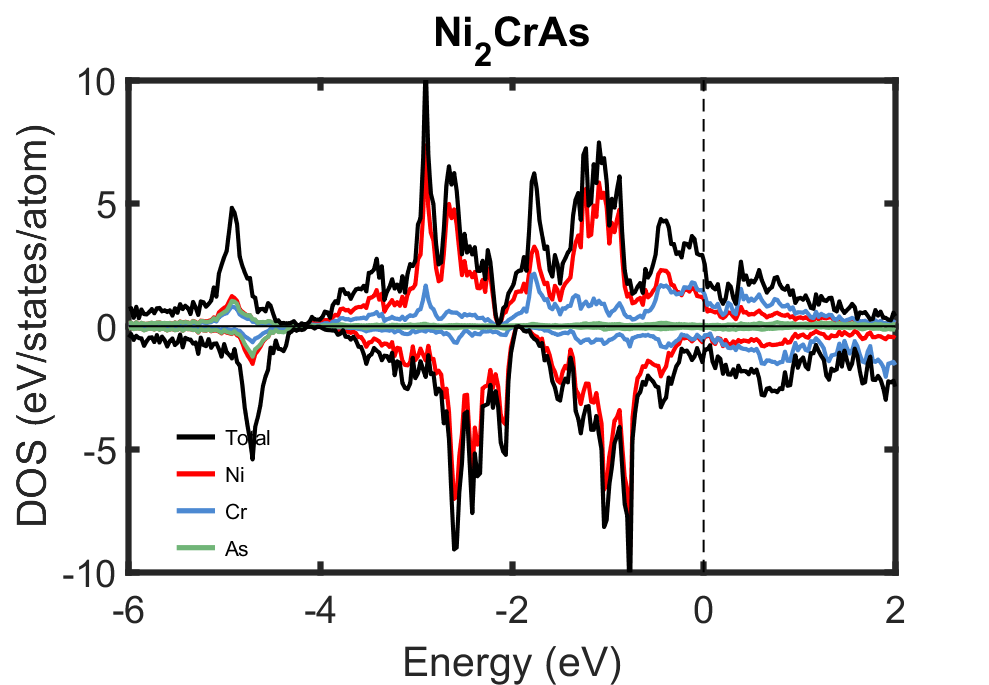 Ni2CrAs
DOS (eV/states/atom)
10
5
0
-5
-10
Total
Ni
Cr
As
-6 -4 -2 0 2
Energy (eV)